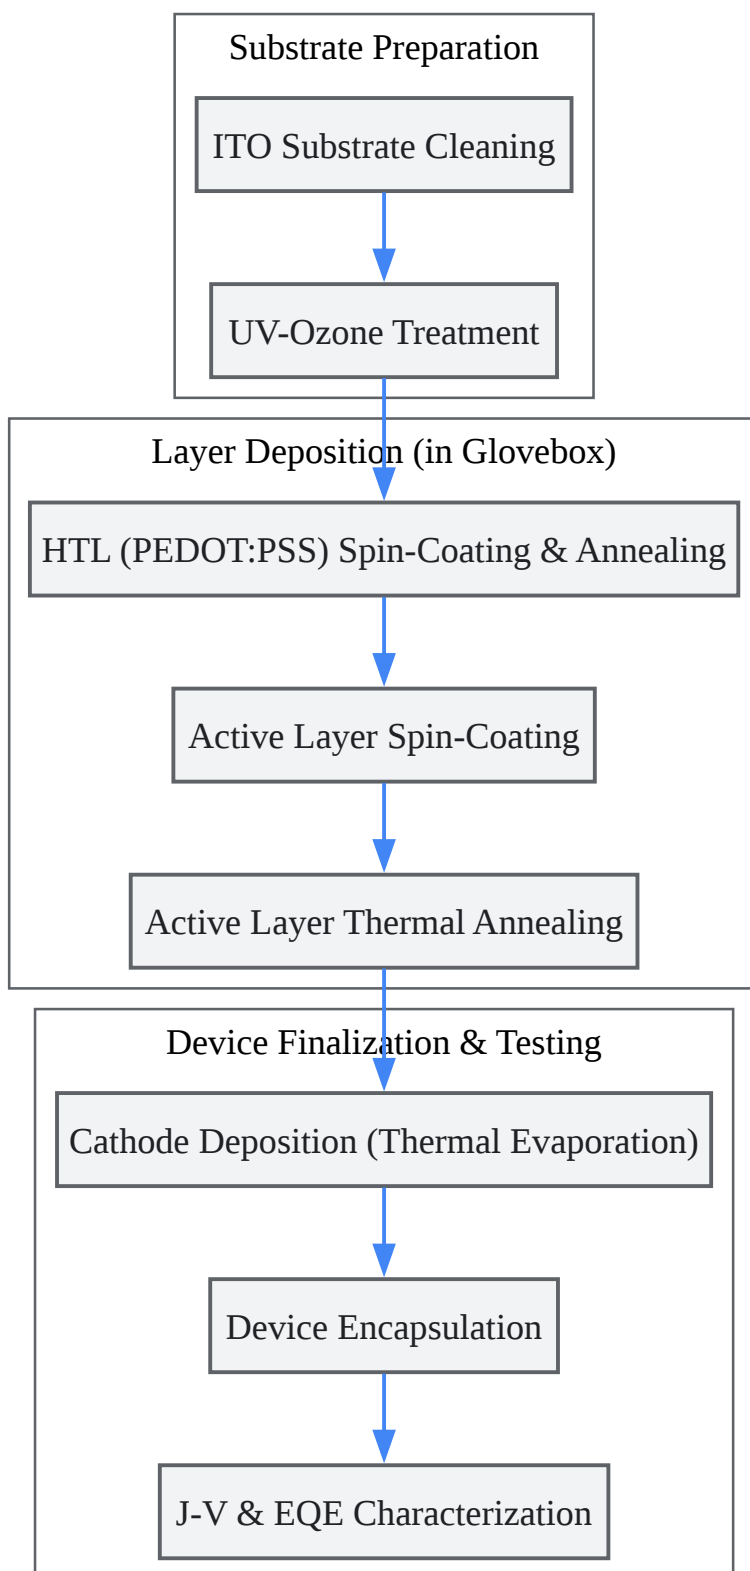 Substrate Preparation
ITO Substrate Cleaning
UV-Ozone Treatment
Layer Deposition (in Glovebox)
HTL (PEDOT:PSS) Spin-Coating & Annealing
Active Layer Spin-Coating
Active Layer Thermal Annealing
Device Finalization & Testing
Cathode Deposition (Thermal Evaporation)
Device Encapsulation
J-V & EQE Characterization